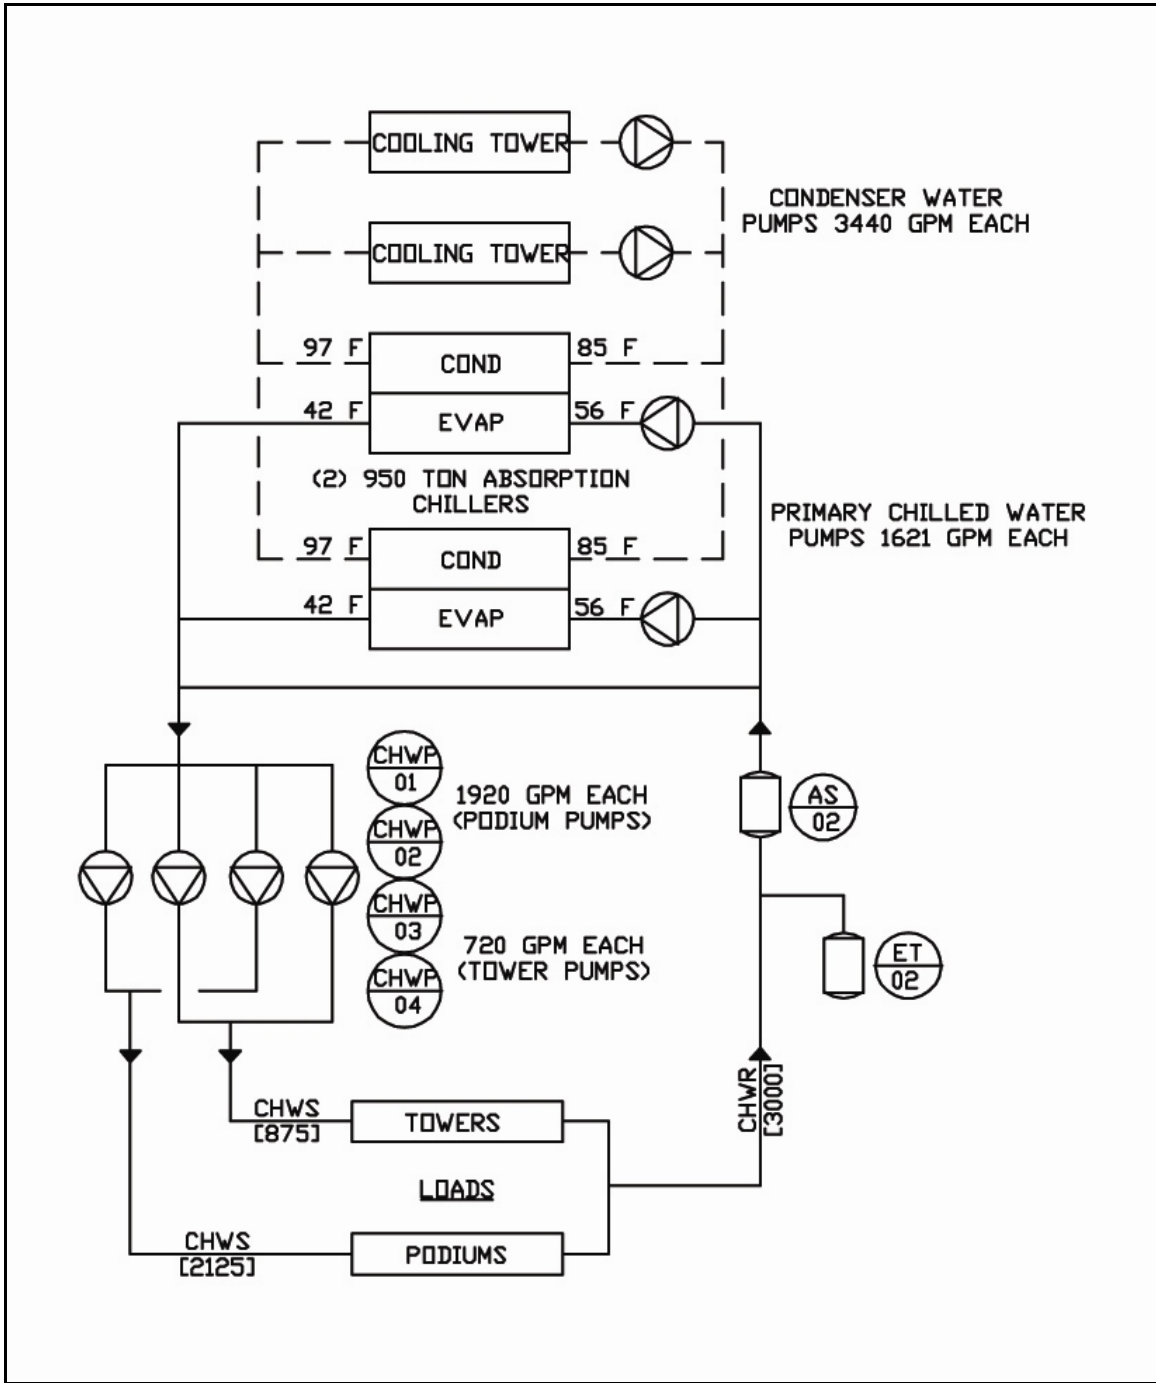 COOLING TOWER
CONDENSER WATER
PUMPS 3440 GPM EACH
COOLING TOWER
97 F
COND
85 F
42 F
EVAP
56 F
(2) 950 TON ABSORPTION
CHILLERS
PRIMARY CHILLED WATER
PUMPS 1621 GPM EACH
97 F
COND
85 F
42 F
EVAP
56 F
CHWP
01
1920 GPM EACH
(PODIUM PUMPS)
CHWP
02
AS
02
CHWP
03
720 GPM EACH
(TOWER PUMPS)
CHWP
04
ET
02
CHWR
[3000]
CHWS
[875]
TOWERS
LOADS
CHWS
[2125]
PODIUMS